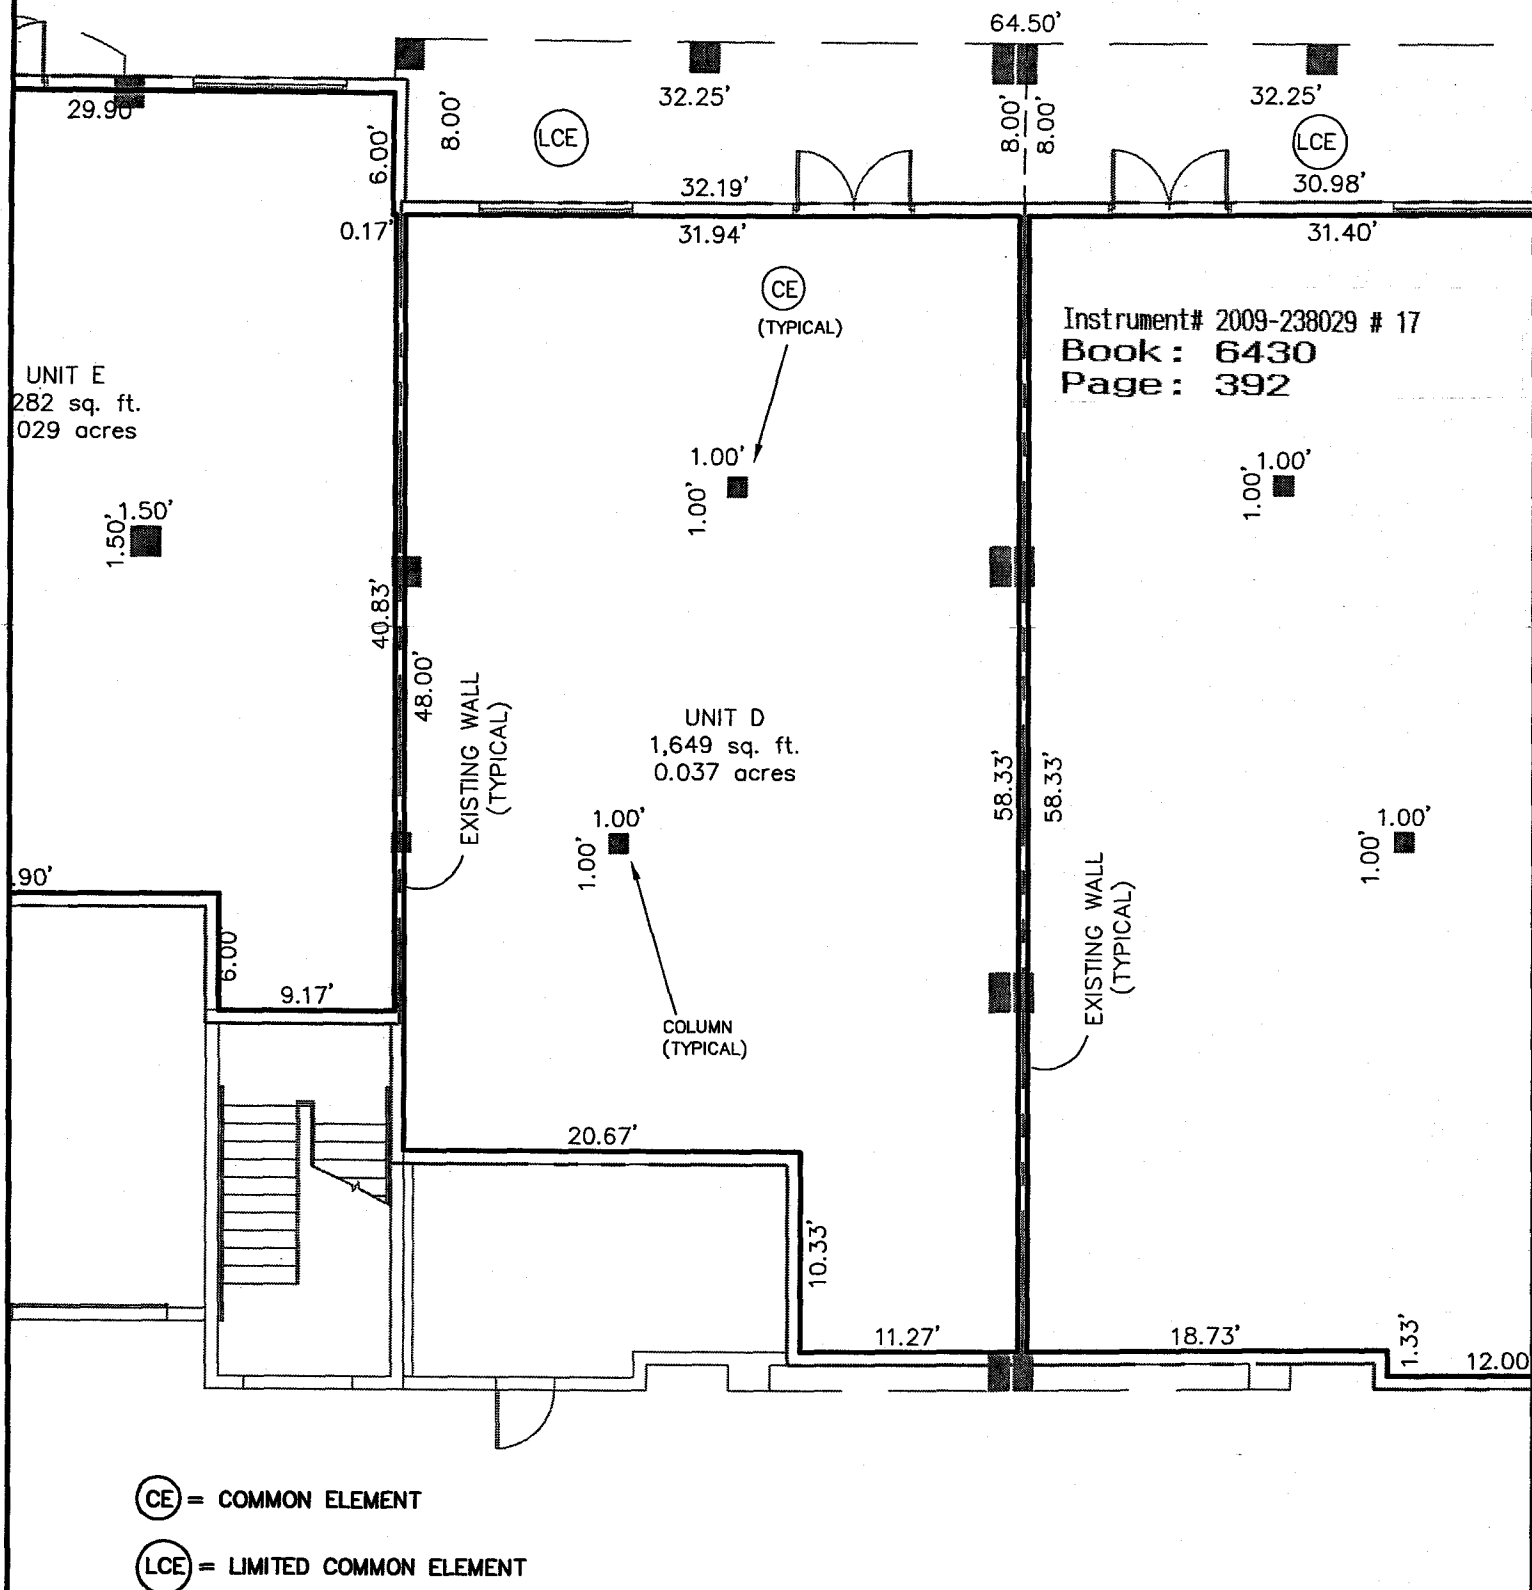 64.50'
29.90'
32.25'
32.25'
8.00'
8.00'
8.00'
6.00'
LCE
LCE
32.19'
30.98'
0.17'
31.94'
31.40'
CE
(TYPICAL)
Instrument# 2009-238029 # 17
Book: 6430
Page: 392
UNIT E
282 sq. ft.
029 acres
1.00'
1.00'
1.00'
1.00'
1.50'
1.50'
40.83'
48.00'
EXISTING WALL
(TYPICAL)
UNIT D
1,649 sq. ft.
0.037 acres
58.33'
58.33'
1.00'
1.00'
1.00'
1.00'
.90'
EXISTING WALL
(TYPICAL)
6.00'
9.17'
COLUMN
(TYPICAL)
20.67'
10.33'
11.27'
18.73'
1.33'
12.00
CE = COMMON ELEMENT
LCE = LIMITED COMMON ELEMENT